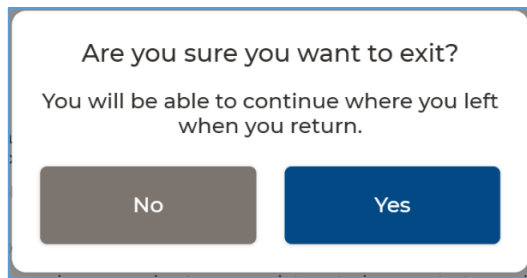 Are you sure you want to exit?
You will be able to continue where you left
when you return.
No
Yes